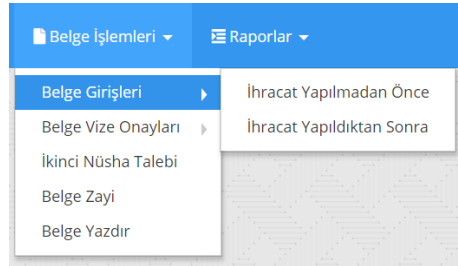 Belge İşlemleri
Raporlar
Belge Girişleri
İhracat Yapılmadan Önce
Belge Vize Onayları
İhracat Yapıldıktan Sonra
İkinci Nüsha Talebi
Belge Zayi
Belge Yazdır